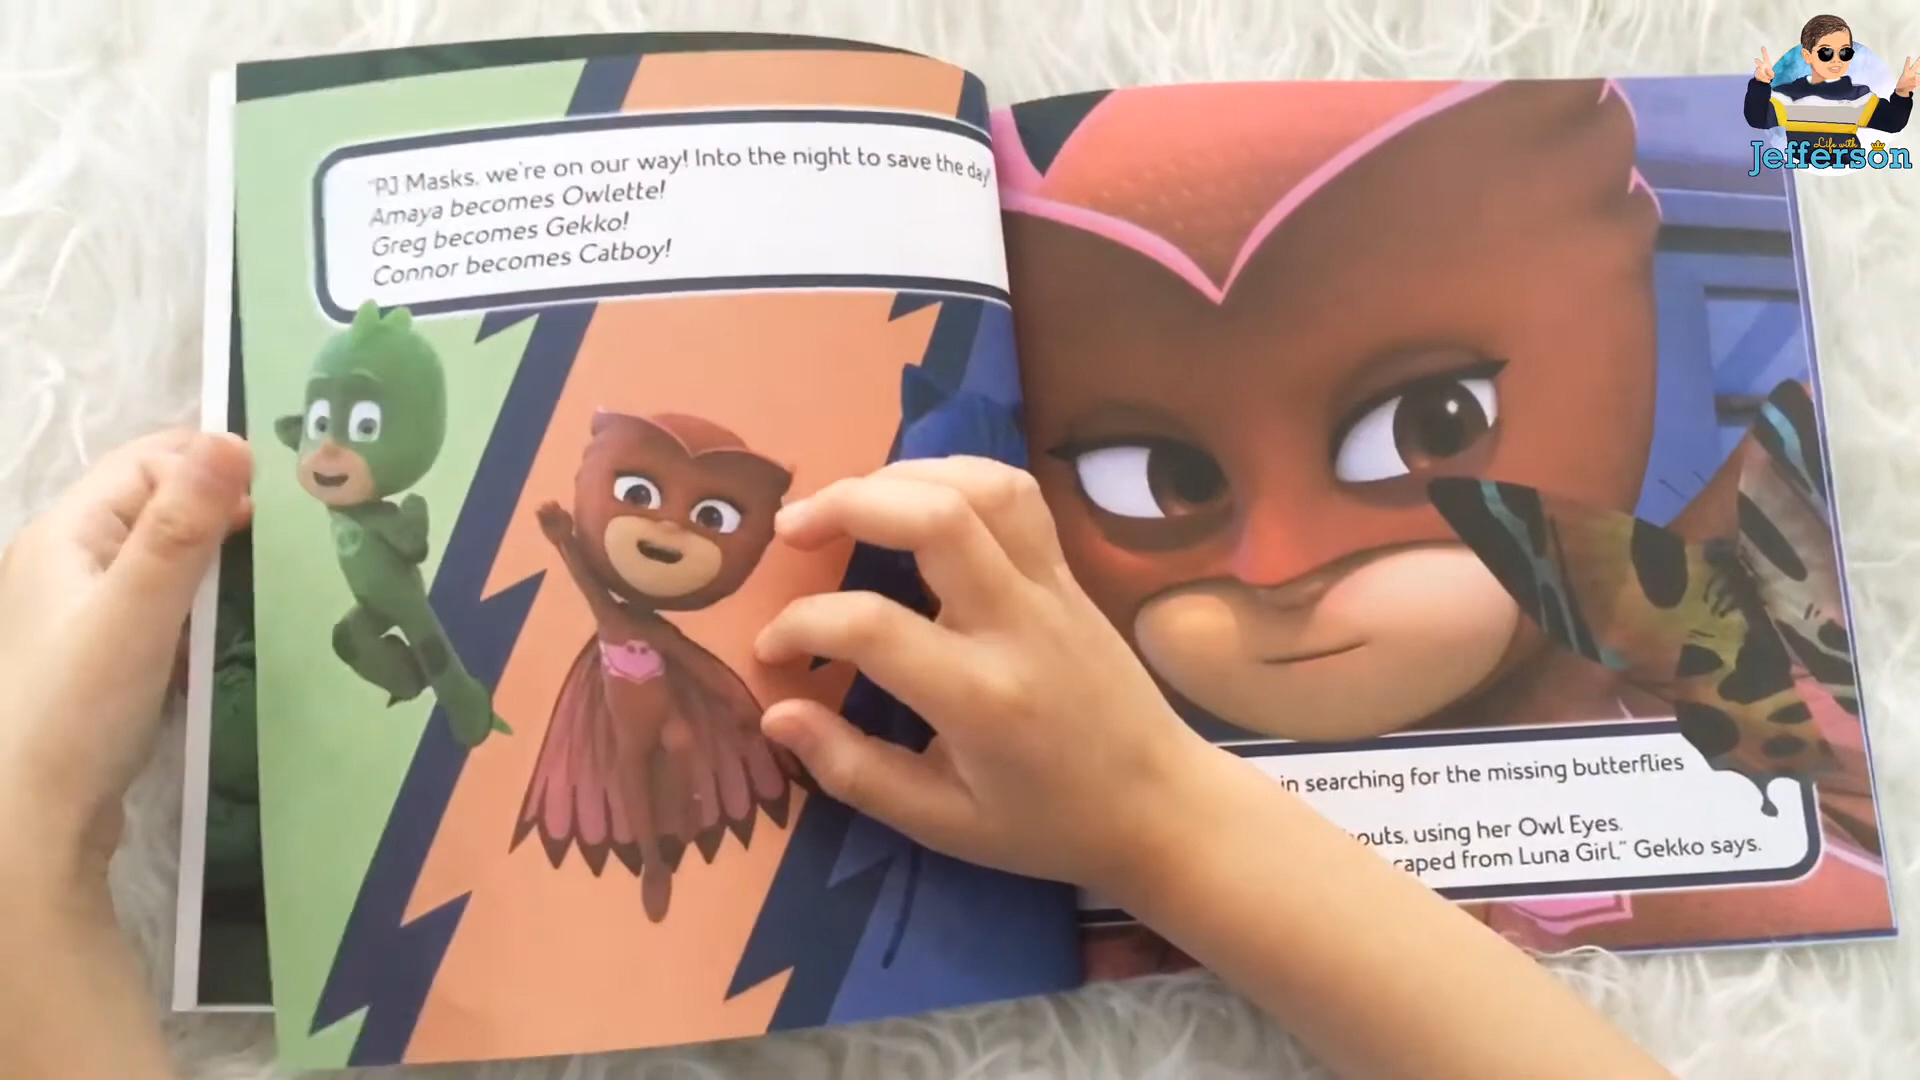 "PJ Masks, we're on our way! Into the night to save the day!
Amaya becomes Owlette!
Greg becomes Gekko!
Connor becomes Catboy!
in searching for the missing butterflies
using her Owl Eyes.
from Luna Girl," Gekko says.
Life with
Jefferson